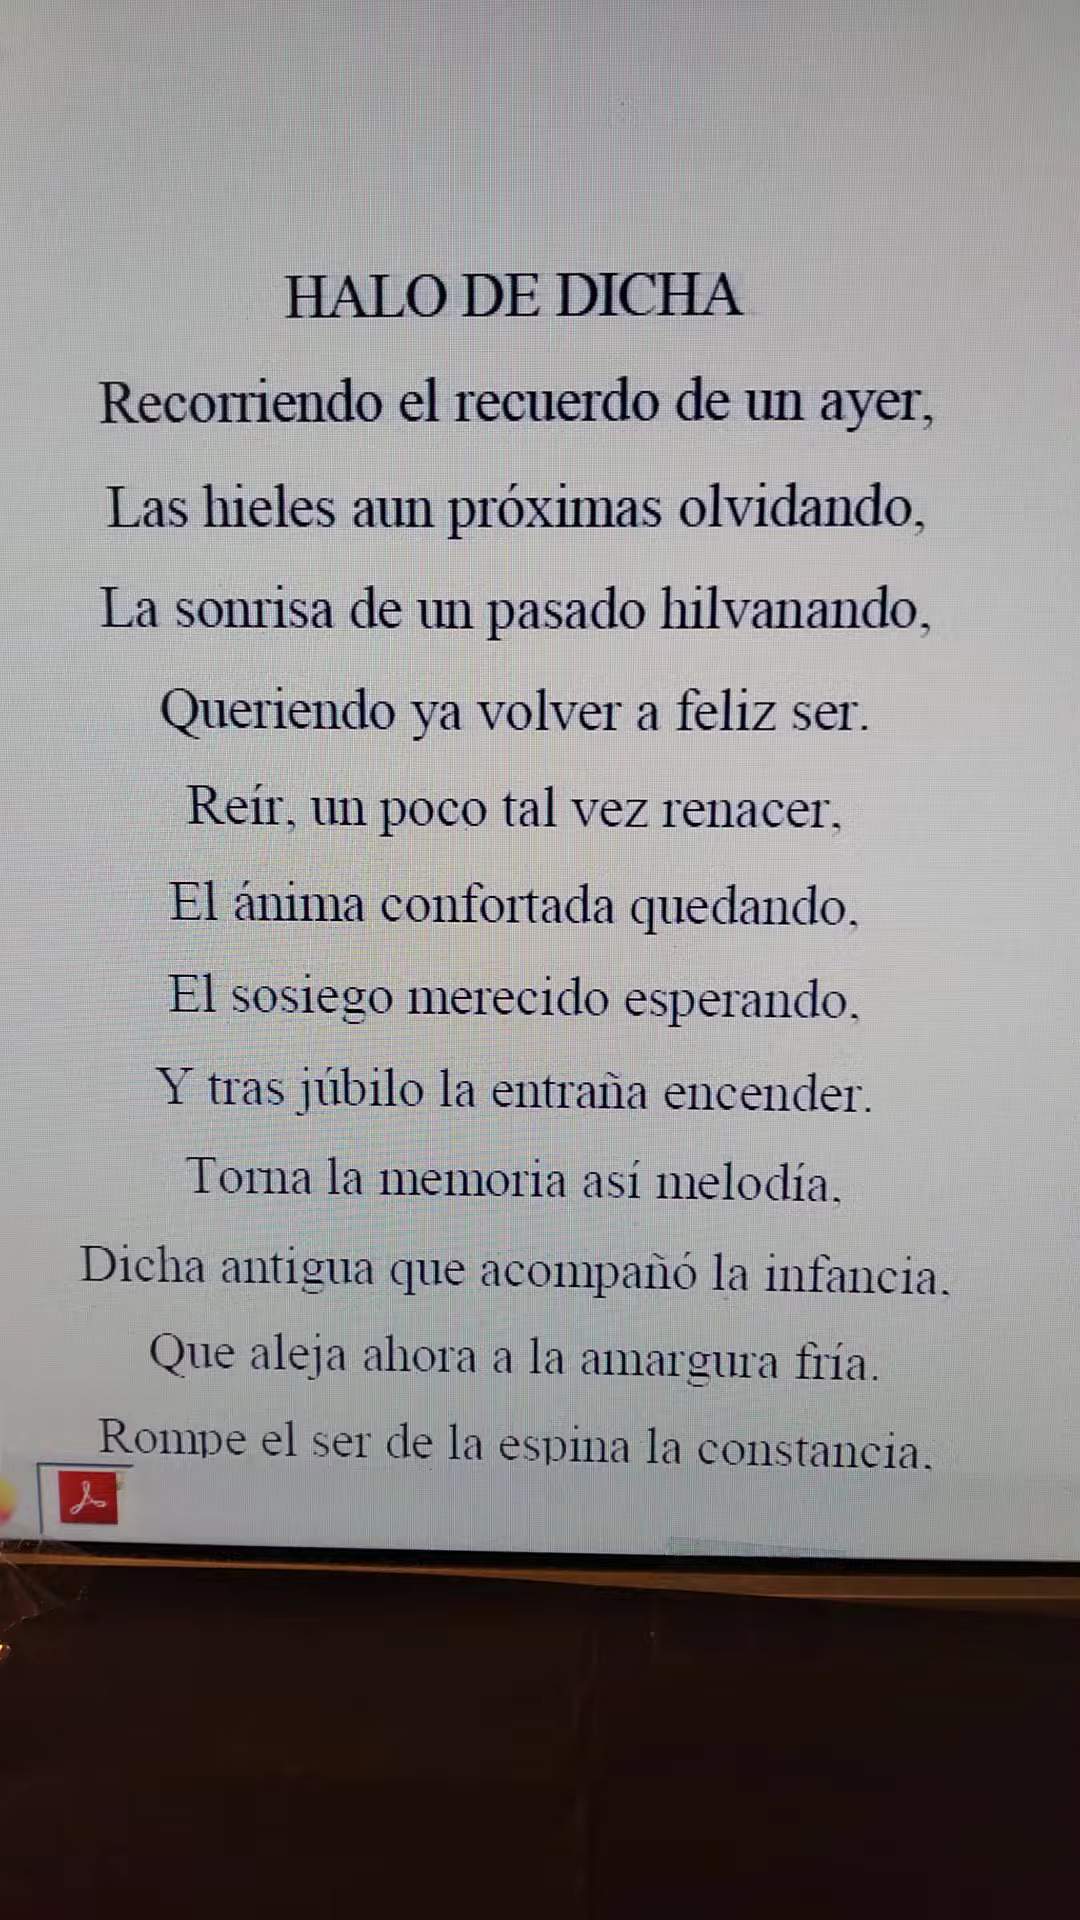 HALO DE DICHA
Recorriendo el recuerdo de un ayer,
Las hieles aun próximas olvidando,
La sonrisa de un pasado hilvanando,
Queriendo ya volver a feliz ser.
Reír, un poco tal vez renacer,
El ánima confortada quedando,
El sosiego merecido esperando,
Y tras júbilo la entraña encender.
Torna la memoria así melodía,
Dicha antigua que acompañó la infancia,
Que aleja ahora a la amargura fría.
Rompe el ser de la espina la constancia,